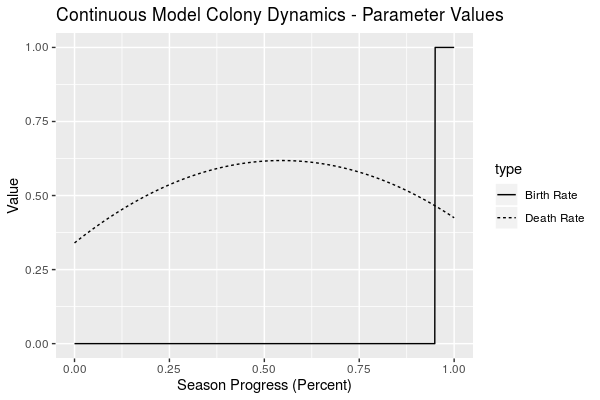 Continuous Model Colony Dynamics - Parameter Values
1.00
0.75
0.50
0.25
0.00
Value
0.00 0.25 0.50 0.75 1.00
Season Progress (Percent)
type
Birth Rate
Death Rate